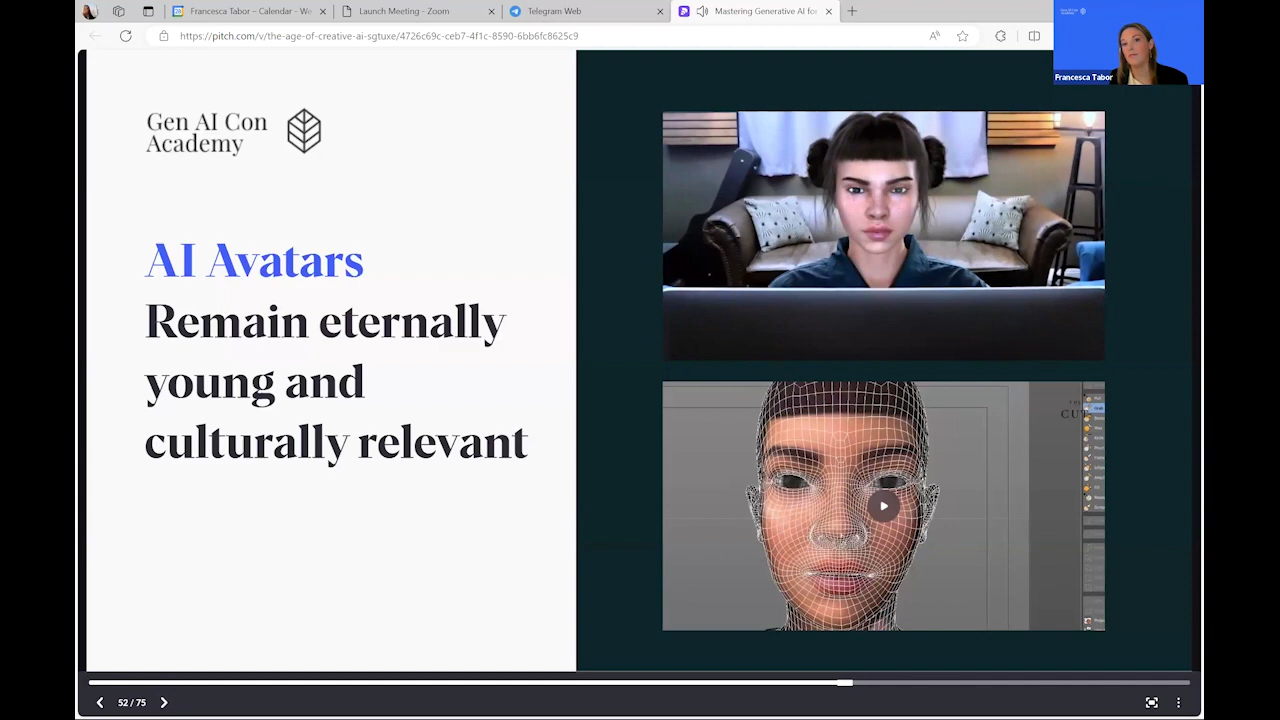 Francesca Tabor – Calendar - We
Launch Meeting - Zoom
Telegram Web
Mastering Generative AI fo
https://pitch.com/v/the-age-of-creative-ai-sgtuxe/4726c69c-ceb7-4f1c-8590-6bb6fc8625c9
Francesca Tabor
Gen AI Con
Academy
AI Avatars
Remain eternally
young and
culturally relevant
52 / 75